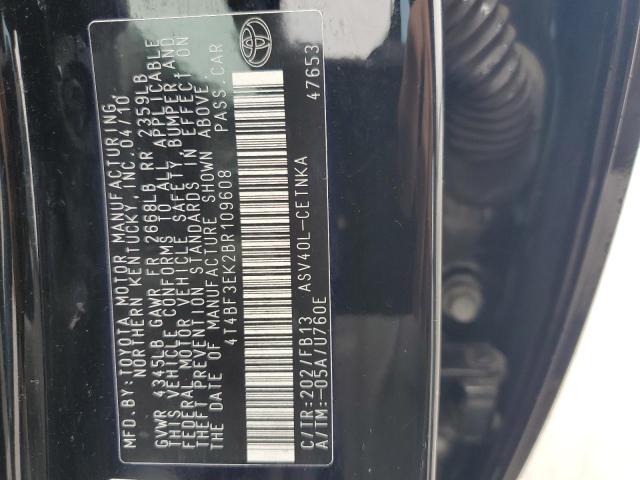 MFD. BY: TOYOTA MOTOR MANUFACTURING,
NORTHERN KENTUCKY, INC. 04/10
GVWR 4345LB GAWR FR 2668LB RR 2359LB
THIS VEHICLE CONFORMS TO ALL APPLICABLE
FEDERAL MOTOR VEHICLE SAFETY, BUMPER, AND
THEFT PREVENTION STANDARDS IN EFFECT ON
THE DATE OF MANUFACTURE SHOWN ABOVE.
4T4BF3EK2BR109608 PASS. CAR
C/TR: 202/FB13 ASV40L-CETNKA
A/TM: -05A/U760E
47653